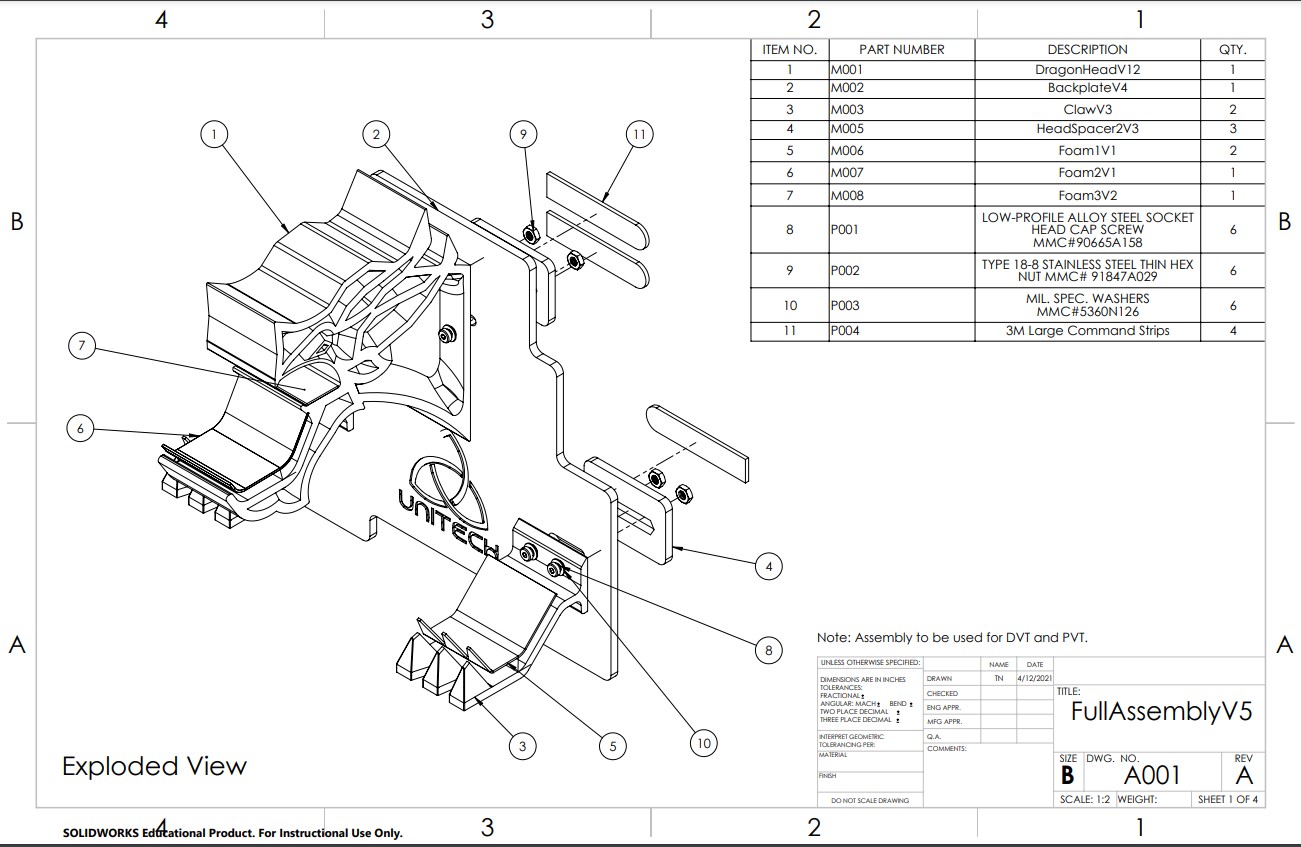 4 3 2 1
ITEM NO. PART NUMBER DESCRIPTION QTY.
1 M001 DragonHeadV12 1
2 M002 BackplateV4 1
3 M003 ClawV3 2
4 M005 HeadSpacer2V3 3
5 M006 Foam1V1 2
6 M007 Foam2V1 1
7 M008 Foam3V2 1
8 P001 LOW-PROFILE ALLOY STEEL SOCKET
HEAD CAP SCREW
MMC#90665A158 6
9 P002 TYPE 18-8 STAINLESS STEEL THIN HEX
NUT MMC# 91847A029 6
10 P003 MIL. SPEC. WASHERS
MMC#5360N126 6
11 P004 3M Large Command Strips 4
1 2 9 11
B B
7
6
UNITECH
4
8
A A
3 5 10
Note: Assembly to be used for DVT and PVT.
UNLESS OTHERWISE SPECIFIED:
DIMENSIONS ARE IN INCHES
TOLERANCES:
FRACTIONAL±
ANGULAR: MACH± BEND ±
TWO PLACE DECIMAL ±
THREE PLACE DECIMAL ±
INTERPRET GEOMETRIC
TOLERANCING PER:
MATERIAL
FINISH
DO NOT SCALE DRAWING
NAME DATE
DRAWN TN 4/12/2021
CHECKED
ENG APPR.
MFG APPR.
Q.A.
COMMENTS:
TITLE:
FullAssemblyV5
SIZE DWG. NO. REV
B A001 A
SCALE: 1:2 WEIGHT: SHEET 1 OF 4
Exploded View
SOLIDWORKS Educational Product. For Instructional Use Only.
4 3 2 1